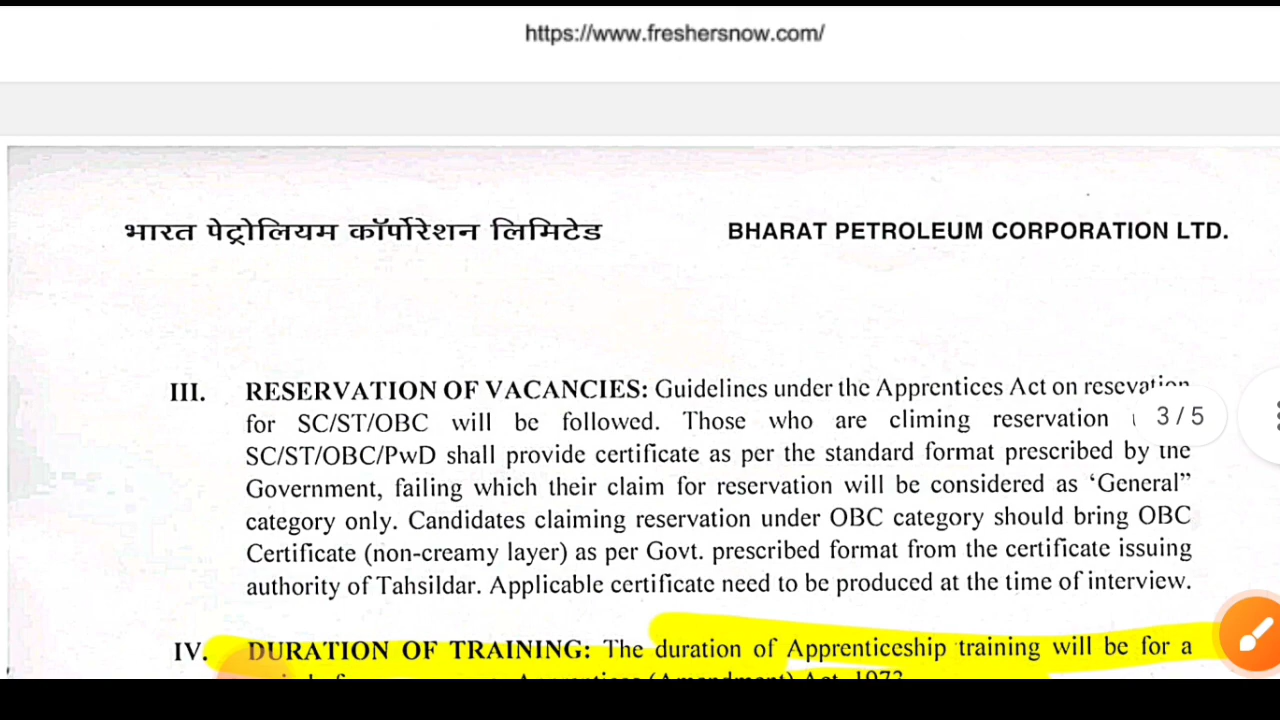 https://www.freshersnow.com/
भारत पेट्रोलियम कॉर्पोरेशन लिमिटेड
BHARAT PETROLEUM CORPORATION LTD.
III. RESERVATION OF VACANCIES: Guidelines under the Apprentices Act on resevation
for SC/ST/OBC will be followed. Those who are climing reservation
3 / 5
SC/ST/OBC/PwD shall provide certificate as per the standard format prescribed by the
Government, failing which their claim for reservation will be considered as ‘General”
category only. Candidates claiming reservation under OBC category should bring OBC
Certificate (non-creamy layer) as per Govt. prescribed format from the certificate issuing
authority of Tahsildar. Applicable certificate need to be produced at the time of interview.
IV. DURATION OF TRAINING: The duration of Apprenticeship training will be for a
(Amendment) Act, 1973